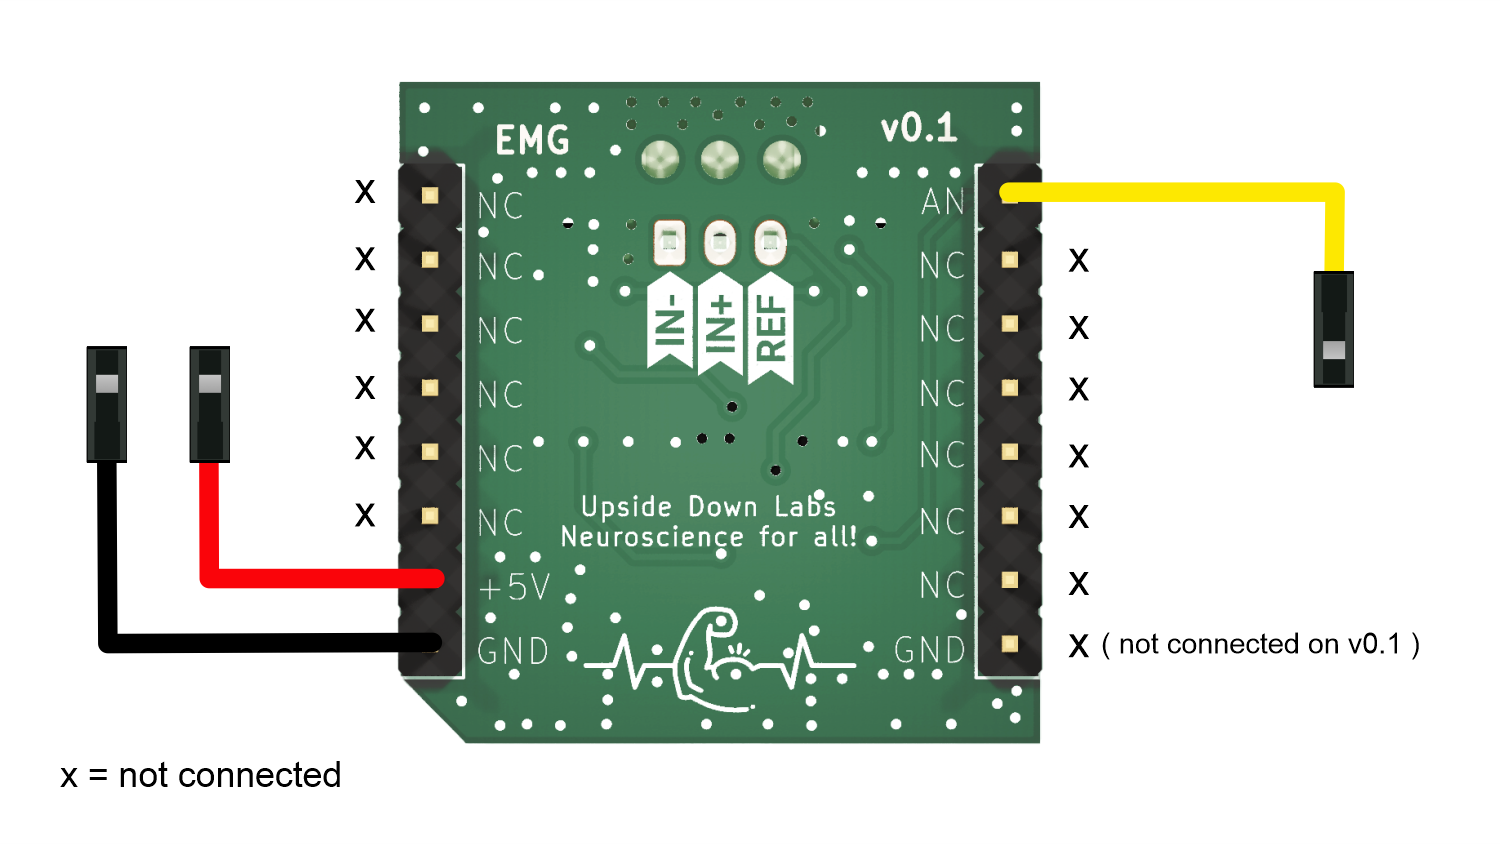 EMG
v0.1
x
NC
AN
x
NC
NC
x
x
NC
NC
x
IN-
IN+
REF
x
NC
NC
x
x
NC
NC
x
x
NC
NC
x
Upside Down Labs
Neuroscience for all!
+5V
NC
x
GND
GND
x ( not connected on v0.1 )
x = not connected